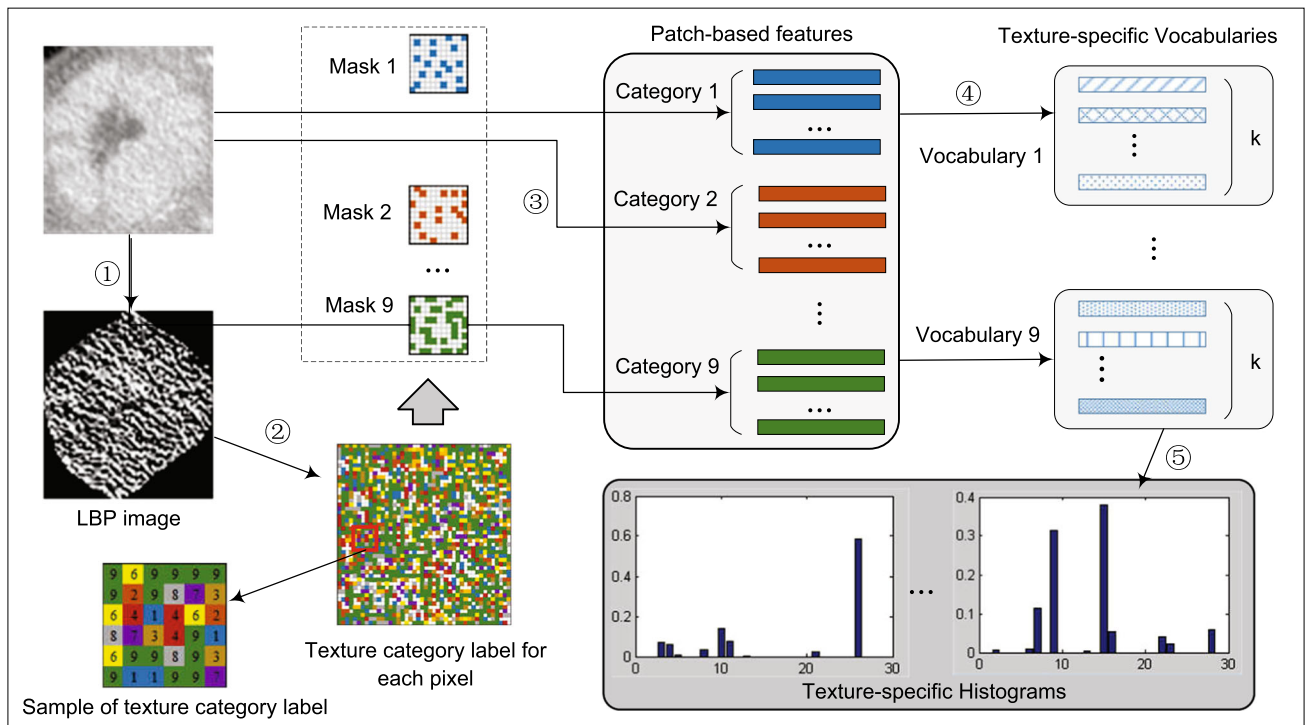 Patch-based features
Texture-specific Vocabularies
Mask 1
Category 1
④
k
Vocabulary 1
Category 2
③
Mask 2
...
①
Mask 9
Vocabulary 9
Category 9
k
②
⑤
LBP image
9 6 9 9 9 9
9 2 9 8 7 3
6 4 1 4 6 2
8 7 3 4 9 1
6 9 9 8 9 3
9 1 1 9 9 7
Sample of texture category label
Texture category label for
each pixel
0.8
0.6
0.4
0.2
0
0 10 20 30
...
0.4
0.3
0.2
0.1
0
0 10 20 30
Texture-specific Histograms